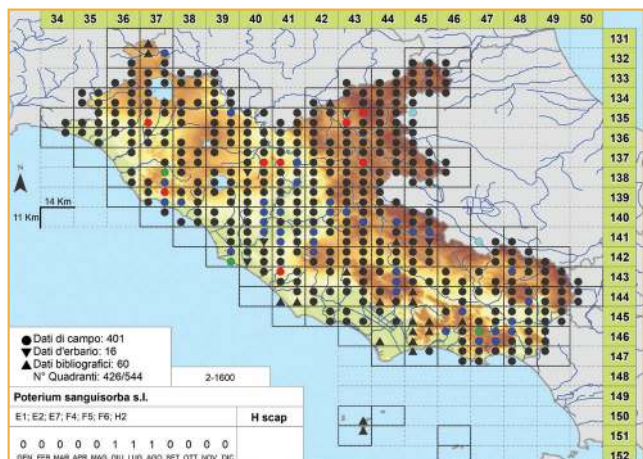 34 35 36 37 38 39 40 41 42 43 44 45 46 47 48 49 50
131
132
133
134
135
136
137
138
139
140
141
142
143
144
145
146
147
150
151
152
N
14 Km
11 Km
Dati di campo: 401
Dati d'erbario: 16
Dati bibliografici: 60
N° Quadranti: 426/544
2-1600
Poterium sanguisorba s.l.
E1; E2; E7; F4; F5; F6; H2
H scap
0 0 0 0 0 1 1 1 0 0 0 0
GEN FEB MAR APR MAG GIU LUG AGO SET OTT NOV DIC